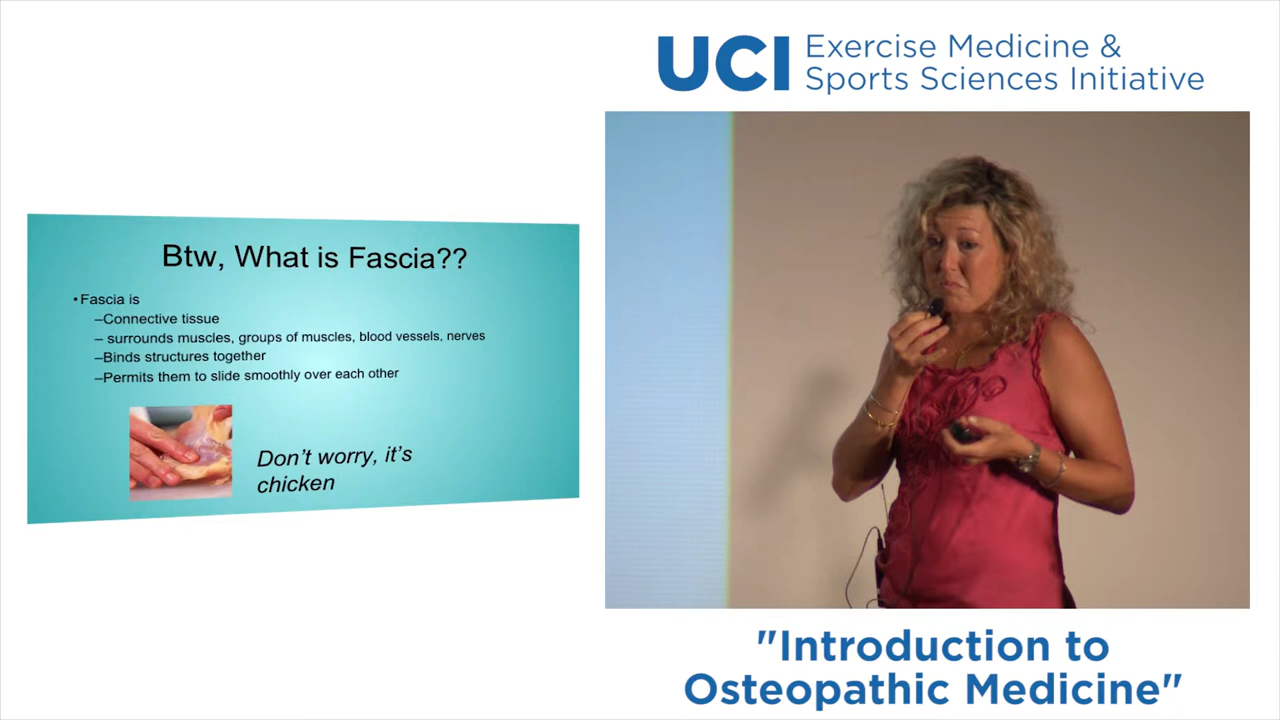 UCI Exercise Medicine &
Sports Sciences Initiative
Btw, What is Fascia??
•Fascia is
–Connective tissue
– surrounds muscles, groups of muscles, blood vessels, nerves
–Binds structures together
–Permits them to slide smoothly over each other
Don’t worry, it’s
chicken
"Introduction to
Osteopathic Medicine"